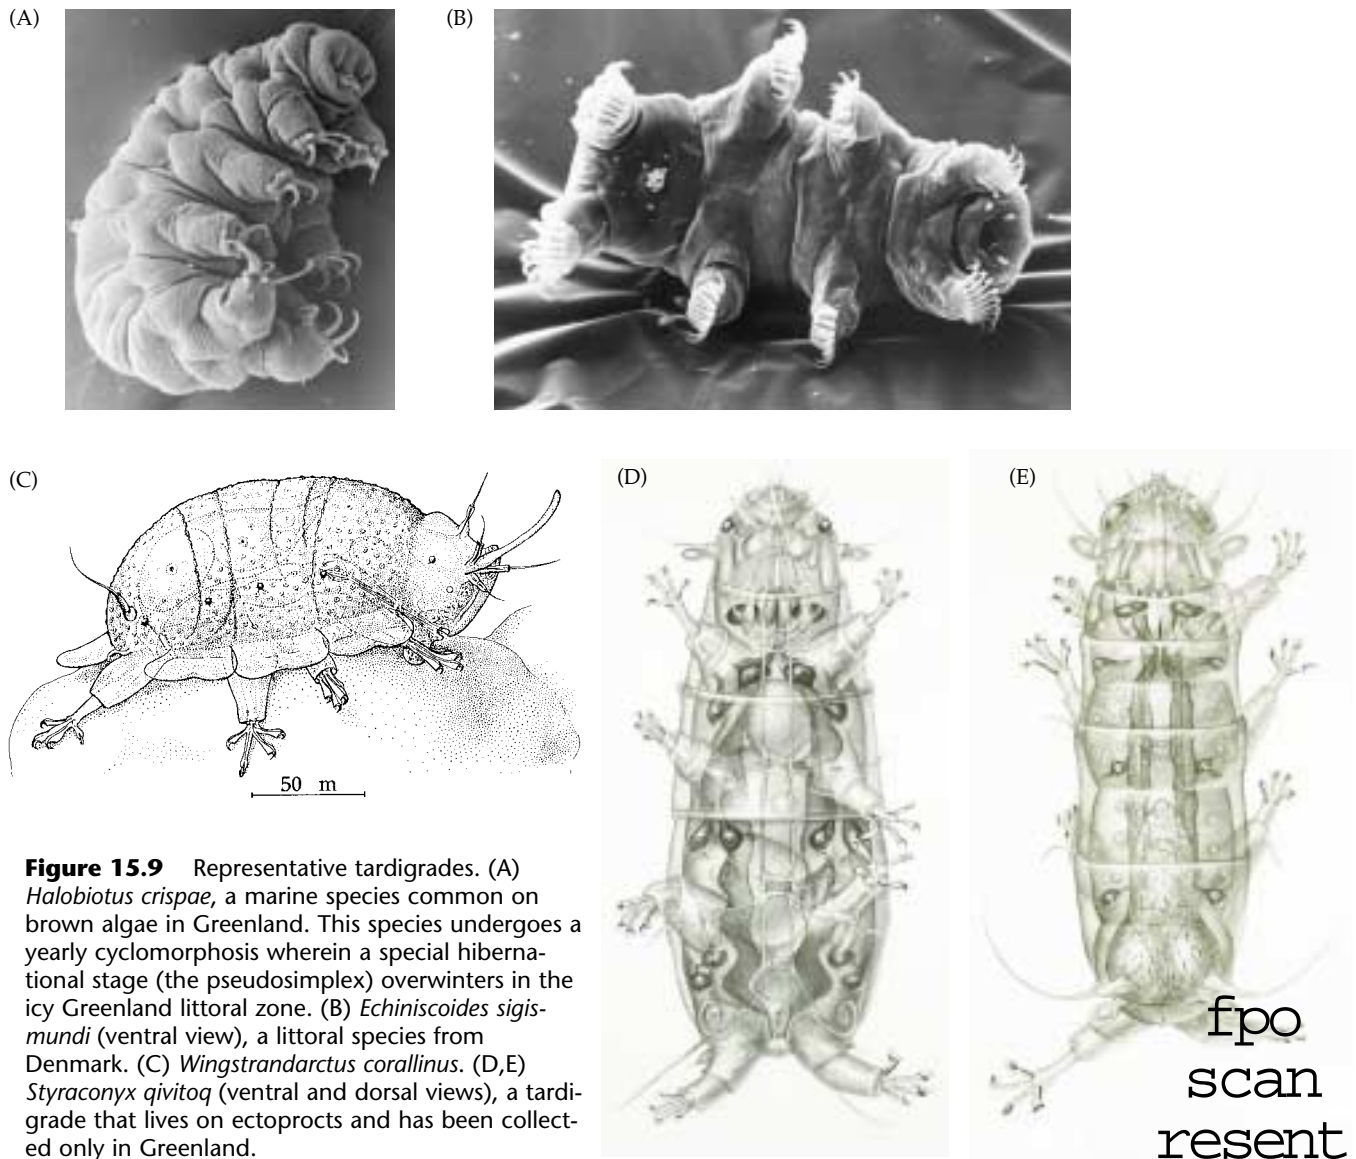 (A)
(B)
(C)
(D)
(E)
50 m
Figure 15.9 Representative tardigrades. (A)
Halobiotus crispae, a marine species common on
brown algae in Greenland. This species undergoes a
yearly cyclomorphosis wherein a special hiberna-
tional stage (the pseudosimplex) overwinters in the
icy Greenland littoral zone. (B) Echiniscoides sigis-
mundi (ventral view), a littoral species from
Denmark. (C) Wingstrandarctus corallinus. (D,E)
Styraconyx qivitoq (ventral and dorsal views), a tardi-
grade that lives on ectoprocts and has been collect-
ed only in Greenland.
fpo
scan
resent